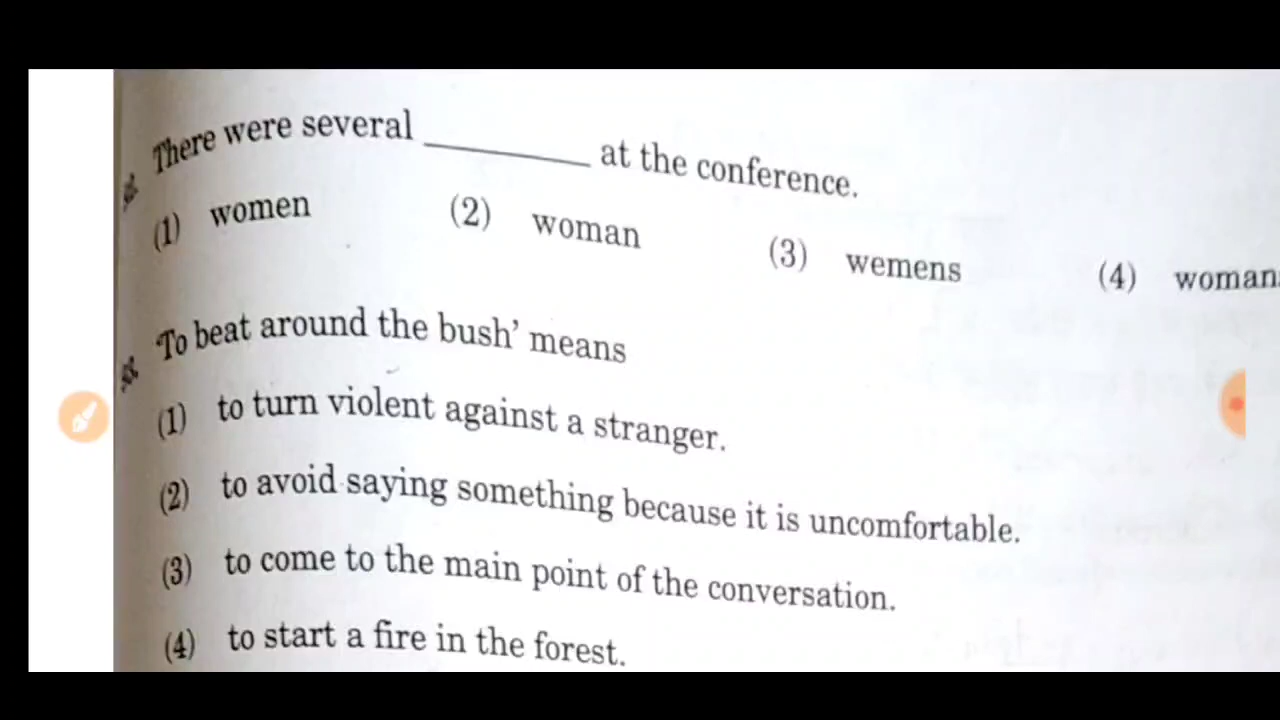 There were several ________ at the conference.
(1) women (2) woman (3) wemens (4) woman
To beat around the bush' means
(1) to turn violent against a stranger.
(2) to avoid saying something because it is uncomfortable.
(3) to come to the main point of the conversation.
(4) to start a fire in the forest.